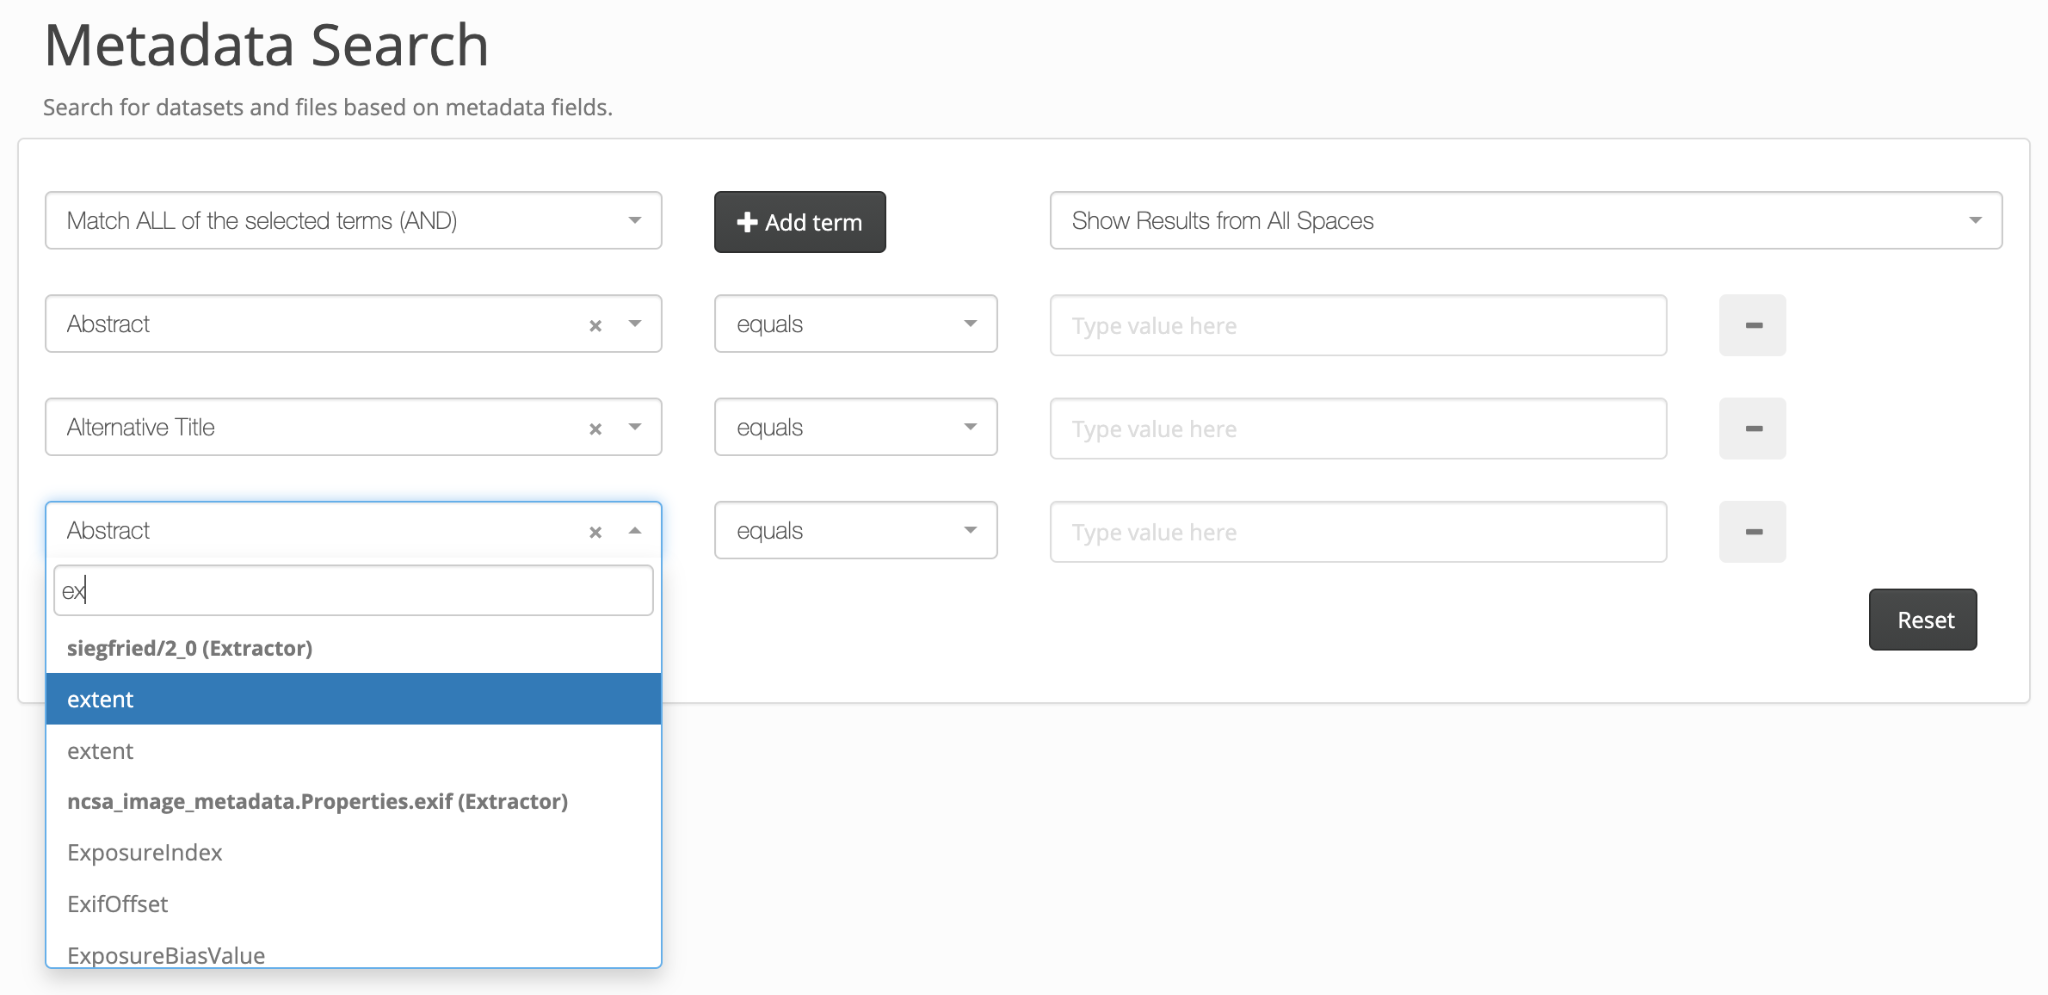 Metadata Search
Search for datasets and files based on metadata fields.
Match ALL of the selected terms (AND)
Add term
Show Results from All Spaces
Abstract
equals
Type value here
Alternative Title
equals
Type value here
Abstract
equals
Type value here
ex
siegfried/2_0 (Extractor)
Reset
extent
extent
ncsa_image_metadata.Properties.exif (Extractor)
ExposureIndex
ExifOffset
ExposureBiasValue